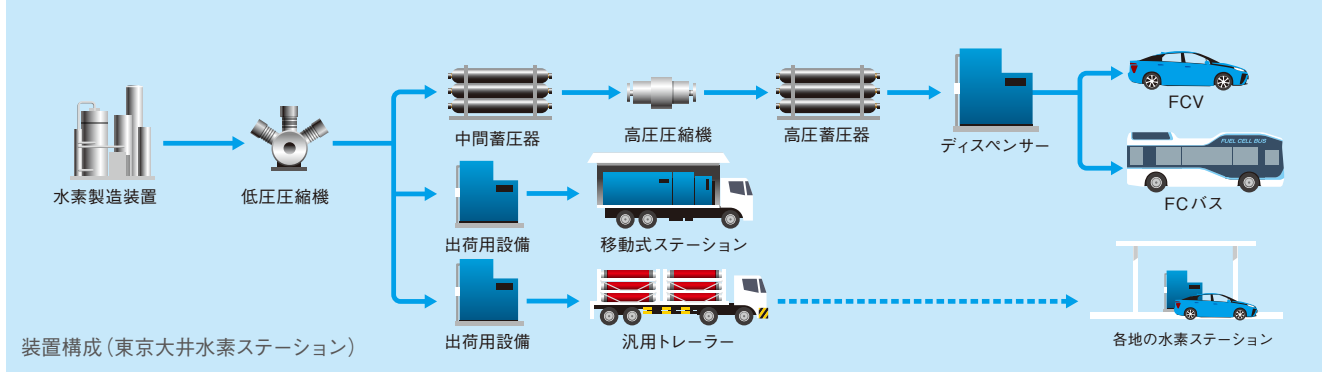 水素製造装置
低圧圧縮機
中間蓄圧器
高圧圧縮機
高圧蓄圧器
ディスペンサー
FCV
FUEL CELL BUS
FCバス
出荷用設備
移動式ステーション
出荷用設備
汎用トレーラー
各地の水素ステーション
装置構成(東京大井水素ステーション)